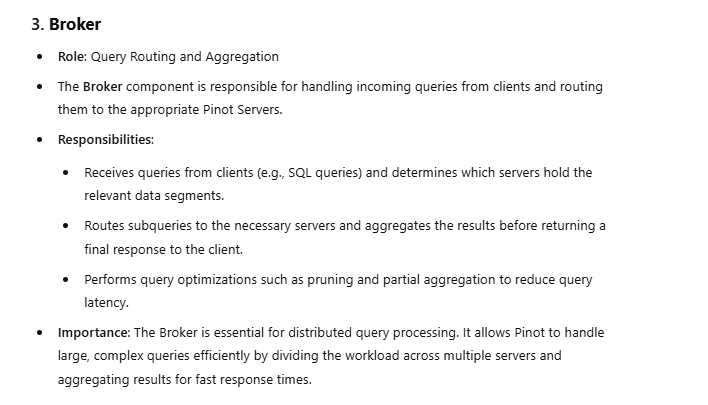 3. Broker
• Role: Query Routing and Aggregation
• The Broker component is responsible for handling incoming queries from clients and routing
them to the appropriate Pinot Servers.
• Responsibilities:
• Receives queries from clients (e.g., SQL queries) and determines which servers hold the
relevant data segments.
• Routes subqueries to the necessary servers and aggregates the results before returning a
final response to the client.
• Performs query optimizations such as pruning and partial aggregation to reduce query
latency.
• Importance: The Broker is essential for distributed query processing. It allows Pinot to handle
large, complex queries efficiently by dividing the workload across multiple servers and
aggregating results for fast response times.